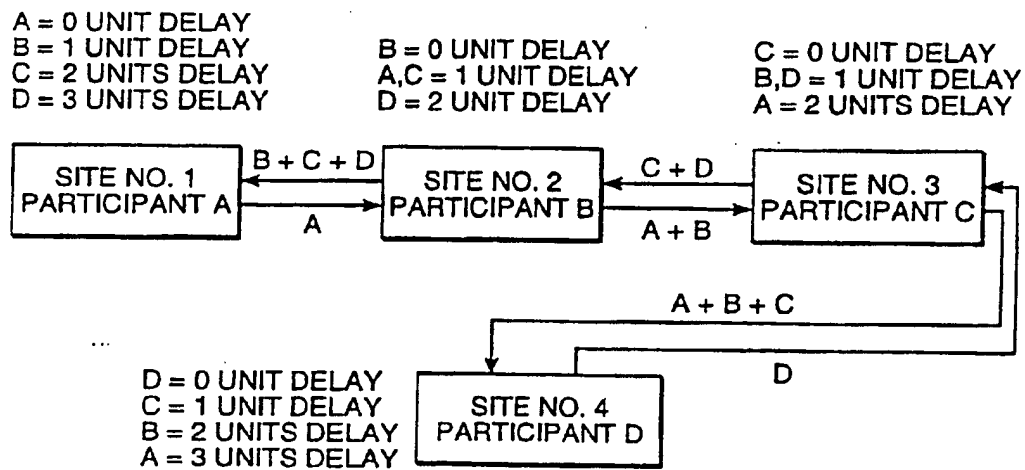 A = 0 UNIT DELAY
B = 1 UNIT DELAY
C = 2 UNITS DELAY
D = 3 UNITS DELAY
B = 0 UNIT DELAY
A,C = 1 UNIT DELAY
D = 2 UNIT DELAY
C = 0 UNIT DELAY
B,D = 1 UNIT DELAY
A = 2 UNITS DELAY
SITE NO. 1
PARTICIPANT A
B + C + D
A
SITE NO. 2
PARTICIPANT B
C + D
A + B
SITE NO. 3
PARTICIPANT C
A + B + C
D
D = 0 UNIT DELAY
C = 1 UNIT DELAY
B = 2 UNITS DELAY
A = 3 UNITS DELAY
SITE NO. 4
PARTICIPANT D